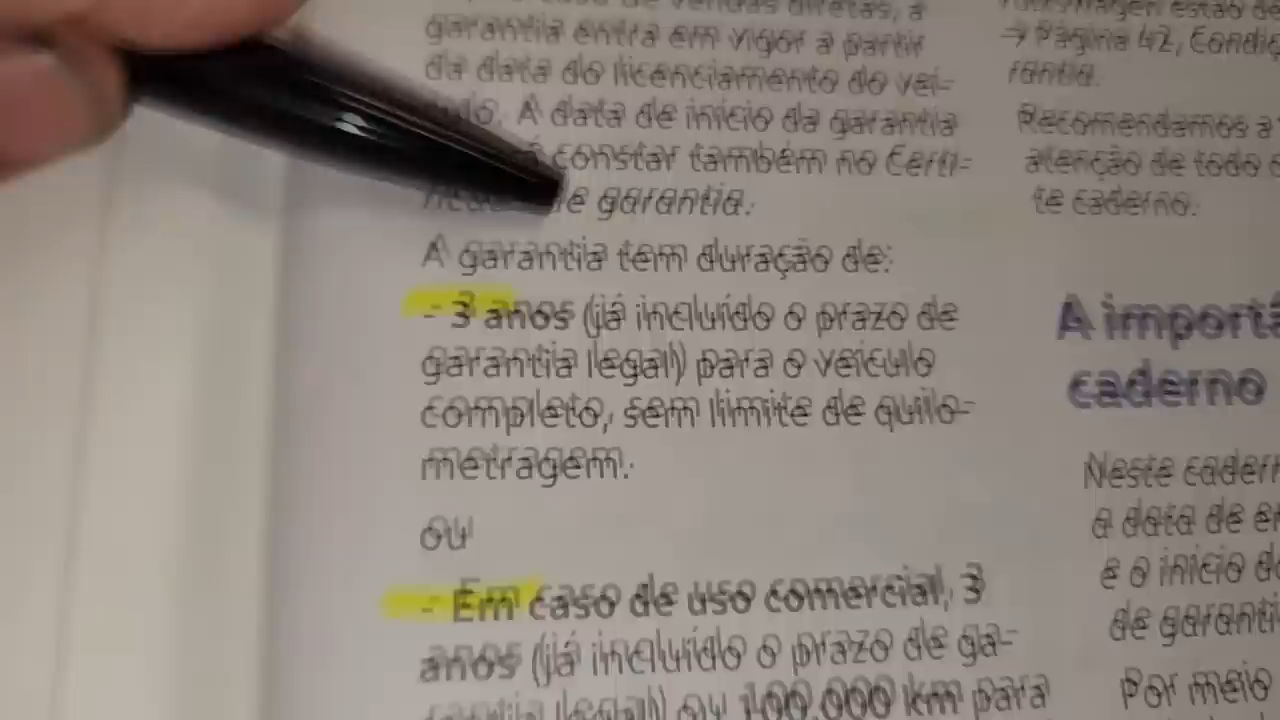 garantia entra em vigor a partir
da data do licenciamento do veí-
A data de início da garantia
constar também no Certi-
de garantia.
A garantia tem duração de:
- 3 anos (já incluído o prazo de
garantia legal) para o veículo
completo, sem limite de quilo-
metragem.
ou
- Em caso de uso comercial, 3
anos (já incluído o prazo de ga-
rantia legal) ou 100.000 km para
→ Página 42,
rantia.
Recomendamos a
atenção de todo
te caderno.
A
caderno
Neste
a data de
e o início
de
Por meio